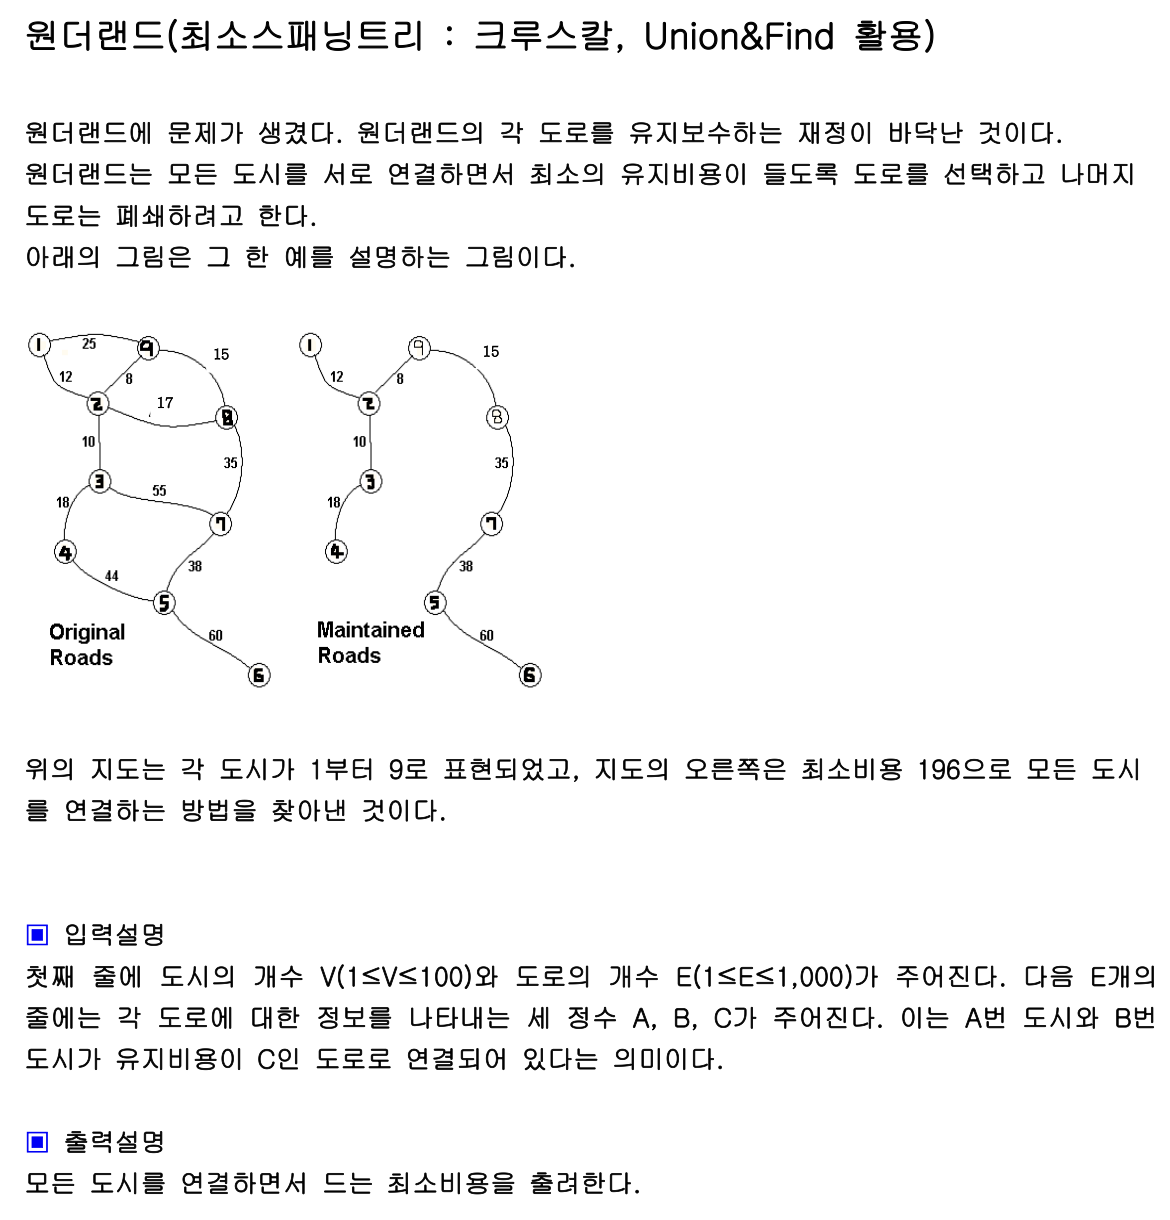 원더랜드(최소스패닝트리 : 크루스칼, Union&Find 활용)
원더랜드에 문제가 생겼다. 원더랜드의 각 도로를 유지보수하는 재정이 바닥난 것이다.
원더랜드는 모든 도시를 서로 연결하면서 최소의 유지비용이 들도록 도로를 선택하고 나머지
도로는 폐쇄하려고 한다.
아래의 그림은 그 한 예를 설명하는 그림이다.
1 25 9 15
12 8
2 17 8
10 35
3 55
18 7
4 44 38
5
60
6
Original
Roads
1 9 15
12 8
2 8
10 35
3
18 7
4 38
5
60
6
Maintained
Roads
위의 지도는 각 도시가 1부터 9로 표현되었고, 지도의 오른쪽은 최소비용 196으로 모든 도시
를 연결하는 방법을 찾아낸 것이다.
▣ 입력설명
첫째 줄에 도시의 개수 V(1≤V≤100)와 도로의 개수 E(1≤E≤1,000)가 주어진다. 다음 E개의
줄에는 각 도로에 대한 정보를 나타내는 세 정수 A, B, C가 주어진다. 이는 A번 도시와 B번
도시가 유지비용이 C인 도로로 연결되어 있다는 의미이다.
▣ 출력설명
모든 도시를 연결하면서 드는 최소비용을 출려한다.